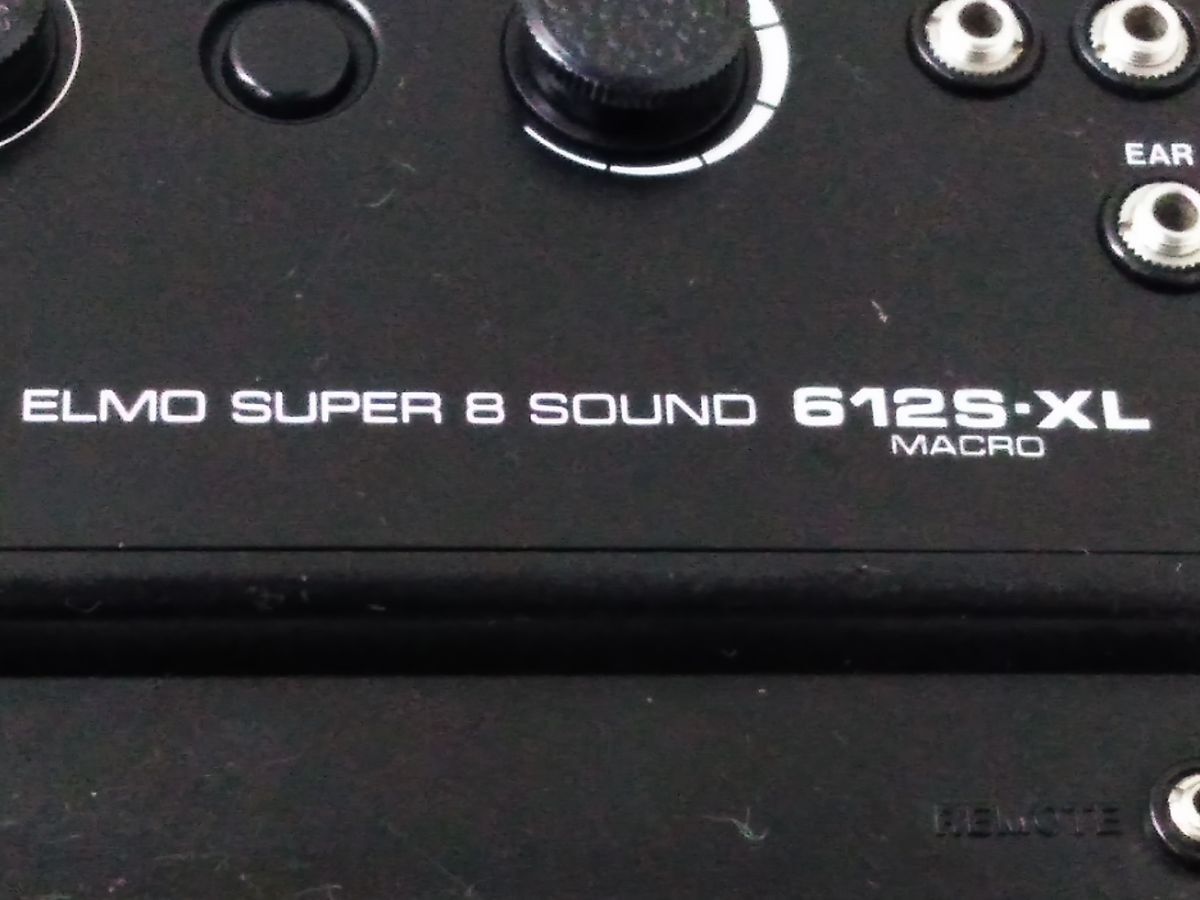 EAR
ELMO SUPER 8 SOUND 612S-XL
MACRO
REMOTE